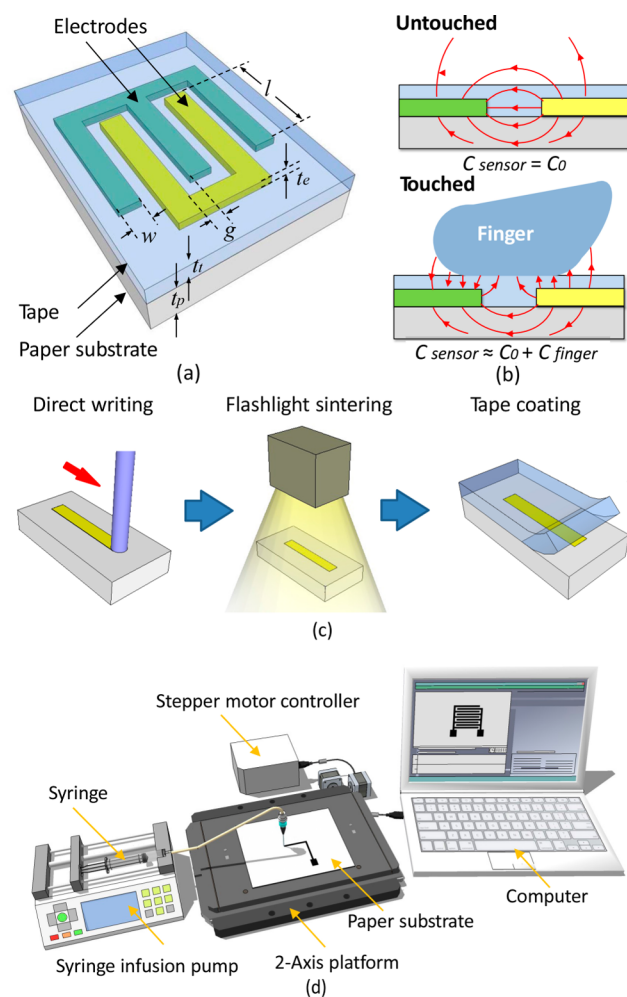 Electrodes
l
w
g
te
tt
tp
Tape
Paper substrate
(a)
Untouched
C sensor = C0
Touched
Finger
C sensor ≈ C0 + C finger
(b)
Direct writing
Flashlight sintering
Tape coating
(c)
Stepper motor controller
Syringe
Computer
Paper substrate
Syringe infusion pump
2-Axis platform
(d)